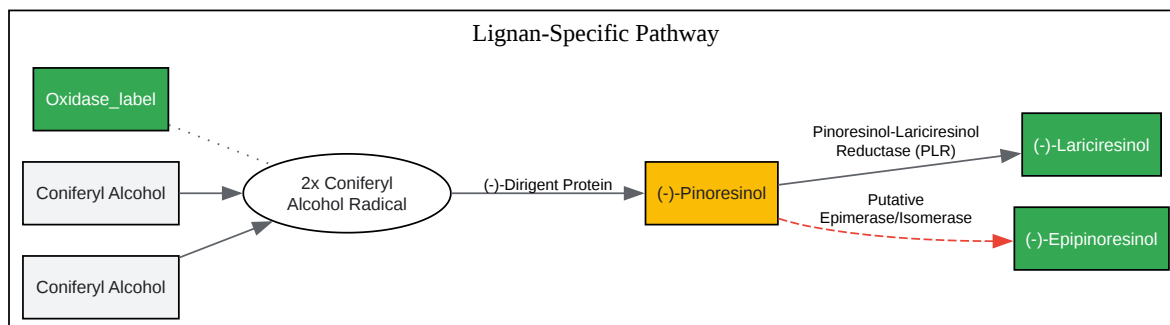 Lignan-Specific Pathway
Oxidase_label
Coniferyl Alcohol
Coniferyl Alcohol
2x Coniferyl
Alcohol Radical
(-)-Dirigent Protein
(-)-Pinoresinol
Pinoresinol-Lariciresinol
Reductase (PLR)
(-)-Lariciresinol
Putative
Epimerase/Isomerase
(-)-Epipinoresinol